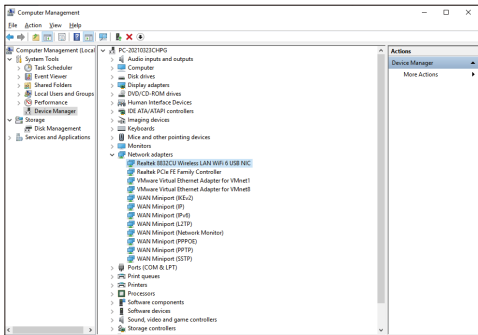 Computer Management
File Action View Help
Computer Management (Local
System Tools
Task Scheduler
Event Viewer
Shared Folders
Local Users and Groups
Performance
Device Manager
Storage
Disk Management
Services and Applications
PC-20210323CHPG
Audio inputs and outputs
Computer
Disk drives
Display adapters
DVD/CD-ROM drives
Human Interface Devices
IDE ATA/ATAPI controllers
Imaging devices
Keyboards
Mice and other pointing devices
Monitors
Network adapters
Realtek 8832CU Wireless LAN WiFi 6 USB NIC
Realtek PCIe FE Family Controller
VMware Virtual Ethernet Adapter for VMnet1
VMware Virtual Ethernet Adapter for VMnet8
WAN Miniport (IKEv2)
WAN Miniport (IP)
WAN Miniport (IPv6)
WAN Miniport (L2TP)
WAN Miniport (Network Monitor)
WAN Miniport (PPPOE)
WAN Miniport (PPTP)
WAN Miniport (SSTP)
Ports (COM & LPT)
Print queues
Printers
Processors
Software components
Software devices
Sound, video and game controllers
Storage controllers
Actions
Device Manager
More Actions